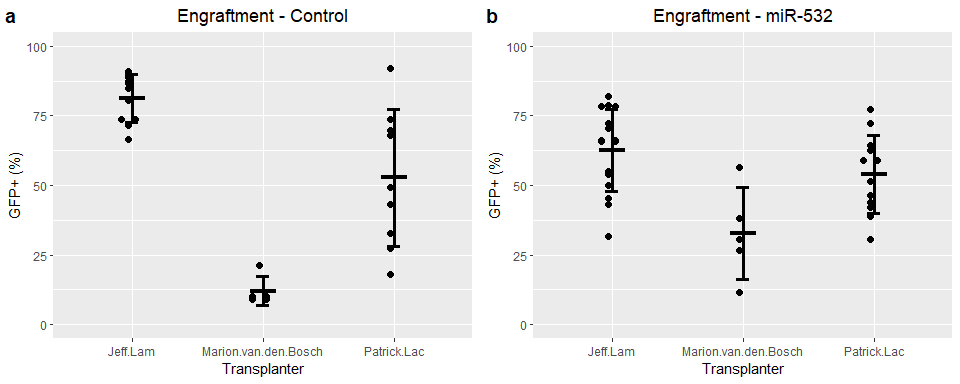 a
Engraftment - Control
GFP+ (%)
100
75
50
25
0
Jeff.Lam Marion.van.den.Bosch Patrick.Lac
Transplanter
b
Engraftment - miR-532
GFP+ (%)
100
75
50
25
0
Jeff.Lam Marion.van.den.Bosch Patrick.Lac
Transplanter